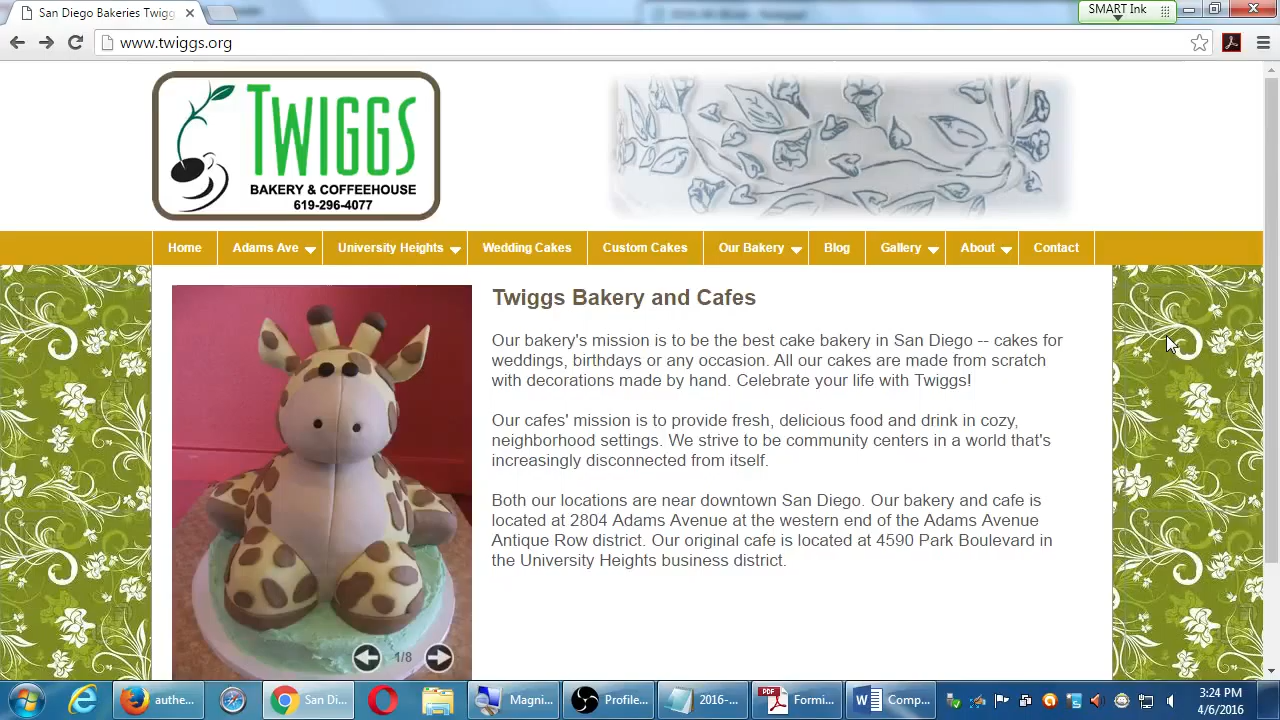 San Diego Bakeries Twigg
SMART Ink
www.twiggs.org
TWIGGS
BAKERY & COFFEEHOUSE
619-296-4077
Home
Adams Ave
University Heights
Wedding Cakes
Custom Cakes
Our Bakery
Blog
Gallery
About
Contact
Twiggs Bakery and Cafes
Our bakery's mission is to be the best cake bakery in San Diego -- cakes for
weddings, birthdays or any occasion. All our cakes are made from scratch
with decorations made by hand. Celebrate your life with Twiggs!
Our cafes' mission is to provide fresh, delicious food and drink in cozy,
neighborhood settings. We strive to be community centers in a world that's
increasingly disconnected from itself.
Both our locations are near downtown San Diego. Our bakery and cafe is
located at 2804 Adams Avenue at the western end of the Adams Avenue
Antique Row district. Our original cafe is located at 4590 Park Boulevard in
the University Heights business district.
1/8
authe...
San Di...
Magni...
Profile...
2016-...
PDF
Formi...
Comp...
3:24 PM
4/6/2016